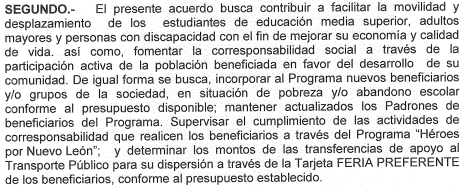 SEGUNDO.- El presente acuerdo busca contribuir a facilitar la movilidad y
desplazamiento de los estudiantes de educación media superior, adultos
mayores y personas con discapacidad con el fin de mejorar su economía y calidad
de vida. así como, fomentar la corresponsabilidad social a través de la
participación activa de la población beneficiada en favor del desarrollo de su
comunidad. De igual forma se busca, incorporar al Programa nuevos beneficiarios
y/o grupos de la sociedad, en situación de pobreza y/o abandono escolar
conforme al presupuesto disponible; mantener actualizados los Padrones de
beneficiarios del Programa. Supervisar el cumplimiento de las actividades de
corresponsabilidad que realicen los beneficiarios a través del Programa “Héroes
por Nuevo León”; y determinar los montos de las transferencias de apoyo al
Transporte Público para su dispersión a través de la Tarjeta FERIA PREFERENTE
de los beneficiarios, conforme al presupuesto establecido.